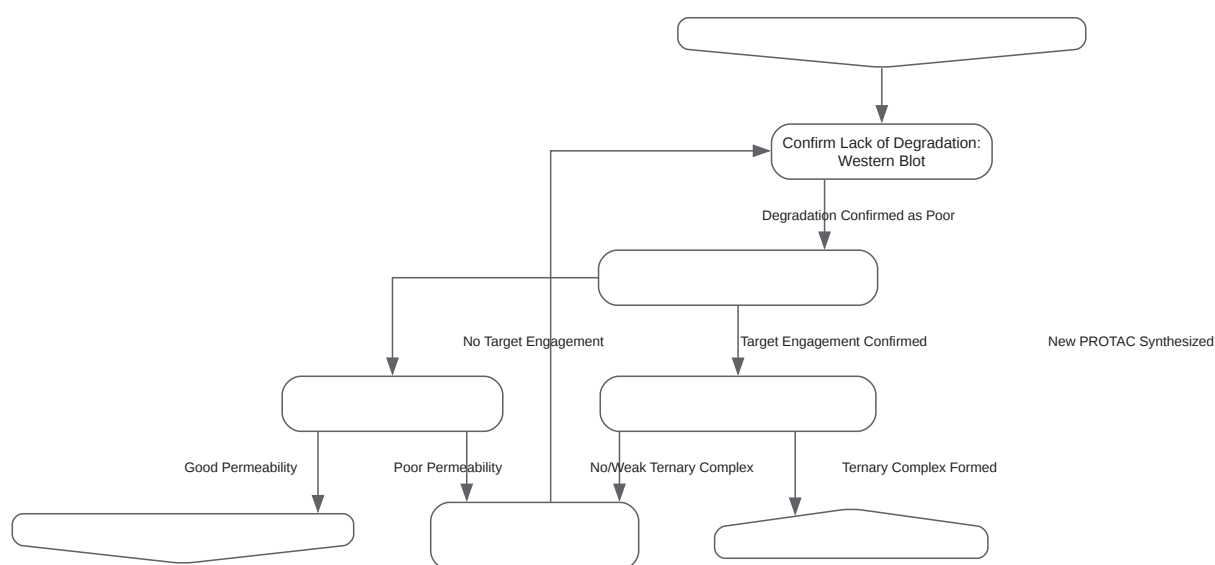 Confirm Lack of Degradation:
Western Blot
Degradation Confirmed as Poor
No Target Engagement
Target Engagement Confirmed
New PROTAC Synthesized
Good Permeability
Poor Permeability
No/Weak Ternary Complex
Ternary Complex Formed